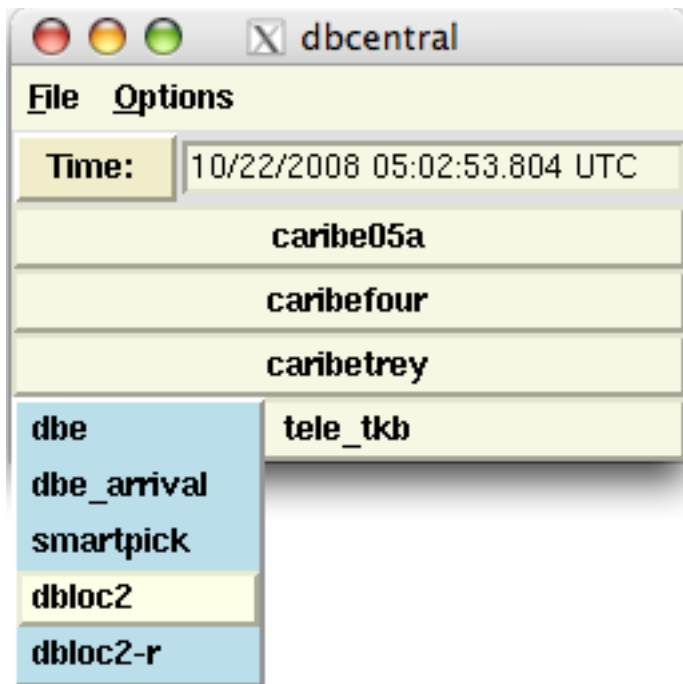 dbcentral
File Options
Time: 10/22/2008 05:02:53.804 UTC
caribe05a
caribefour
caribetrey
tele_tkb
dbe
dbe_arrival
smartpick
dbloc2
dbloc2-r